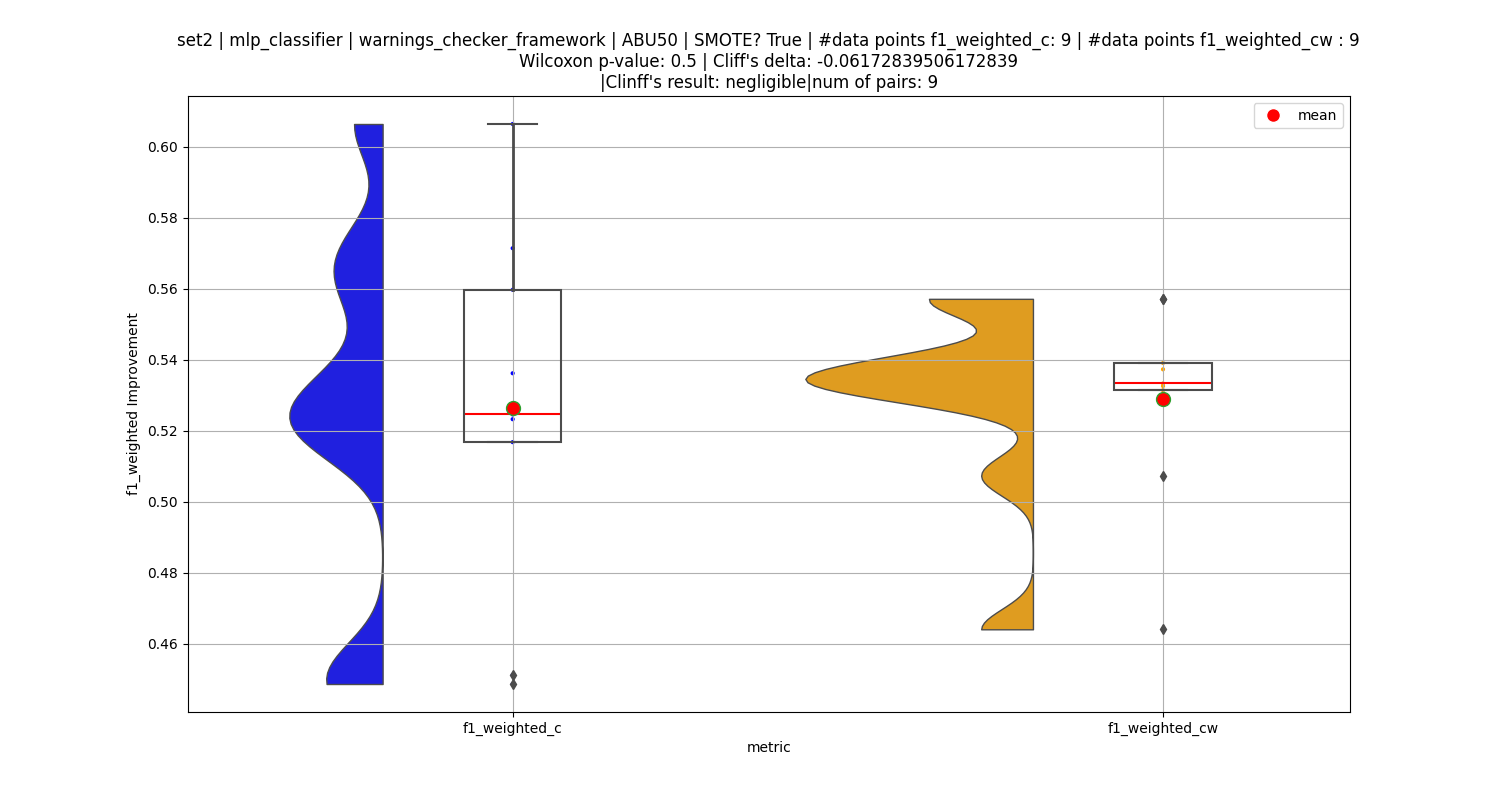 set2 | mlp_classifier | warnings_checker_framework | ABU50 | SMOTE? True | #data points f1_weighted_c: 9 | #data points f1_weighted_cw : 9
Wilcoxon p-value: 0.5 | Cliff's delta: -0.06172839506172839
|Clinff's result: negligible|num of pairs: 9
mean
0.60
0.58
0.56
0.54
0.52
0.50
0.48
0.46
f1_weighted Improvement
f1_weighted_c
f1_weighted_cw
metric